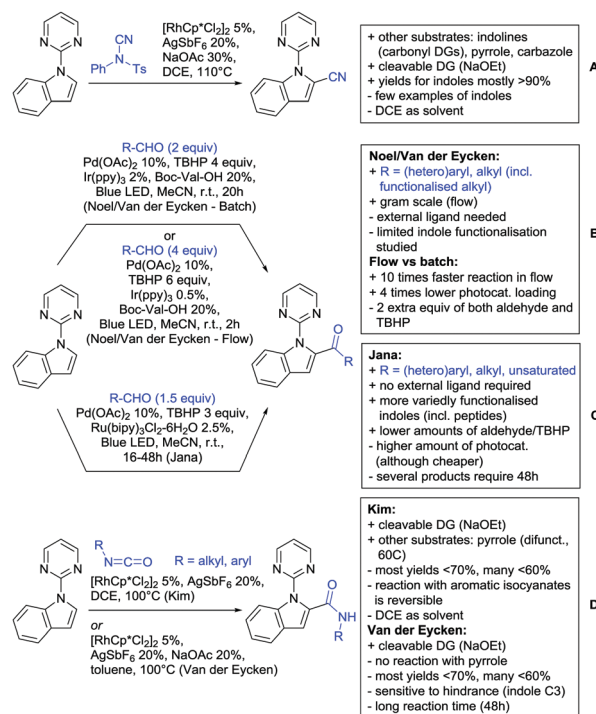 [RhCp*Cl2]2 5%,
AgSbF6 20%,
NaOAc 30%,
DCE, 110°C
CN
N
Ph
Ts
N
N
N
N
N
N
CN
+ other substrates: indolines
(carbonyl DGs), pyrrole, carbazole
+ cleavable DG (NaOEt)
+ yields for indoles mostly >90%
- few examples of indoles
- DCE as solvent
A
R-CHO (2 equiv)
Pd(OAc)2 10%, TBHP 4 equiv,
Ir(ppy)3 2%, Boc-Val-OH 20%,
Blue LED, MeCN, r.t., 20h
(Noel/Van der Eycken - Batch)
or
R-CHO (4 equiv)
Pd(OAc)2 10%,
TBHP 6 equiv,
Ir(ppy)3 0.5%,
Boc-Val-OH 20%,
Blue LED, MeCN, r.t., 2h
(Noel/Van der Eycken - Flow)
N
N
N
N
N
N
O
R
R-CHO (1.5 equiv)
Pd(OAc)2 10%, TBHP 3 equiv,
Ru(bipy)3Cl2-6H2O 2.5%,
Blue LED, MeCN, r.t.,
16-48h (Jana)
Noel/Van der Eycken:
+ R = (hetero)aryl, alkyl (incl.
functionalised alkyl)
+ gram scale (flow)
- external ligand needed
- limited indole functionalisation
studied
Flow vs batch:
+ 10 times faster reaction in flow
+ 4 times lower photocat. loading
- 2 extra equiv of both aldehyde and
TBHP
Jana:
+ R = (hetero)aryl, alkyl, unsaturated
+ no external ligand required
+ more variedly functionalised
indoles (incl. peptides)
+ lower amounts of aldehyde/TBHP
- higher amount of photocat.
(although cheaper)
- several products require 48h
R
N=C=O
R = alkyl, aryl
[RhCp*Cl2]2 5%, AgSbF6 20%,
DCE, 100°C (Kim)
or
[RhCp*Cl2]2 5%,
AgSbF6 20%, NaOAc 20%,
toluene, 100°C (Van der Eycken)
N
N
N
N
N
N
O
NH
R
Kim:
+ cleavable DG (NaOEt)
+ other substrates: pyrrole (difunct.,
60C)
- most yields <70%, many <60%
- reaction with aromatic isocyanates
is reversible
- DCE as solvent
Van der Eycken:
+ cleavable DG (NaOEt)
- no reaction with pyrrole
- most yields <70%, many <60%
- sensitive to hindrance (indole C3)
- long reaction time (48h)